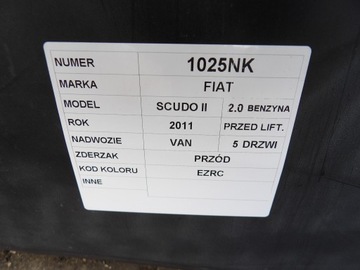 NUMER 1025NK
MARKA FIAT
MODEL SCUDO II 2.0 BENZYNA
ROK 2011 PRZED LIFT.
NADWOZIE VAN 5 DRZWI
ZDERZAK PRZÓD
KOD KOLORU EZRC
INNE